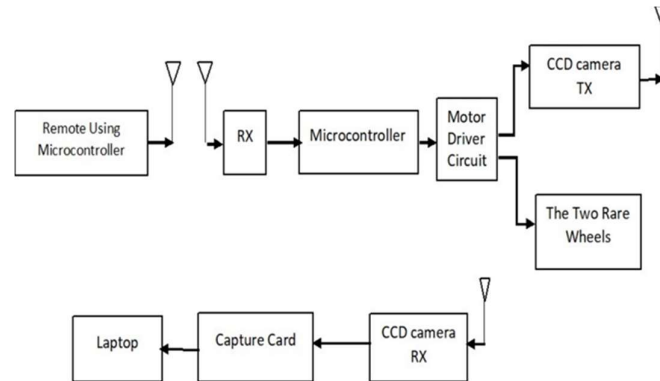 Remote Using
Microcontroller
RX
Microcontroller
Motor
Driver
Circuit
CCD camera
TX
The Two Rare
Wheels
Laptop
Capture Card
CCD camera
RX